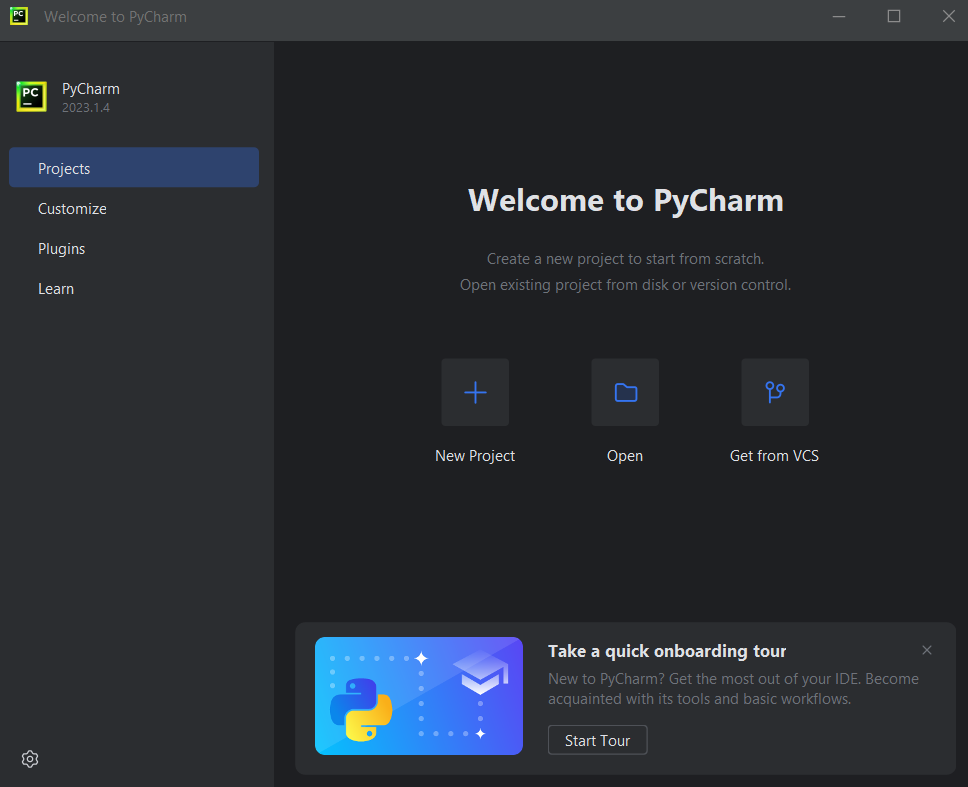 PC
Welcome to PyCharm
PC
PyCharm
2023.1.4
Projects
Customize
Plugins
Learn
Welcome to PyCharm
Create a new project to start from scratch.
Open existing project from disk or version control.
New Project
Open
Get from VCS
Take a quick onboarding tour
New to PyCharm? Get the most out of your IDE. Become
acquainted with its tools and basic workflows.
Start Tour